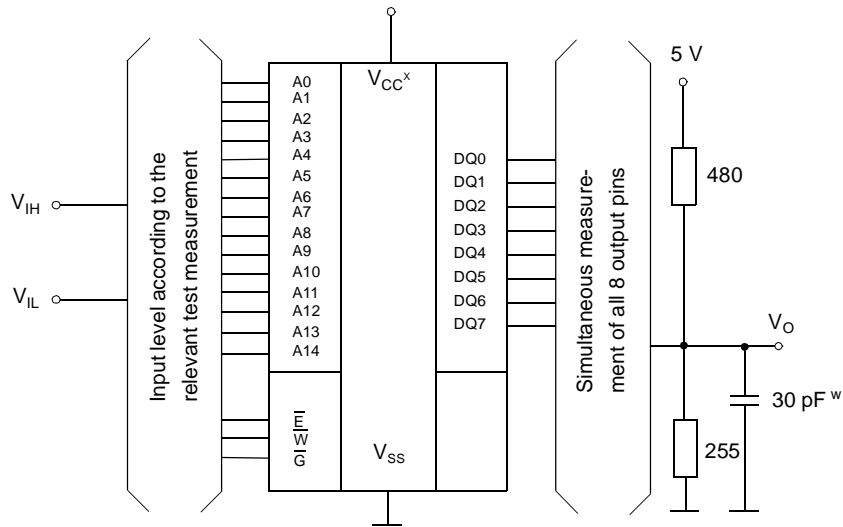 5 V
V_CC^x
A0
A1
A2
A3
A4
A5
A6
A7
A8
A9
A10
A11
A12
A13
A14
E̅
W̅
G̅
V_IH
V_IL
Input level according to the
relevant test measurement
V_SS
DQ0
DQ1
DQ2
DQ3
DQ4
DQ5
DQ6
DQ7
Simultaneous measure-
ment of all 8 output pins
480
V_O
30 pF ^w
255